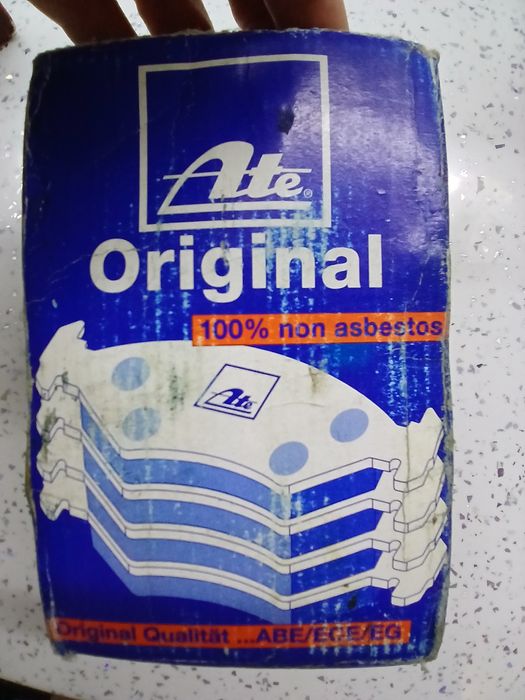 Ate®
Original
100% non asbestos
Ate
Original Qualität ...ABE/ECE/EG